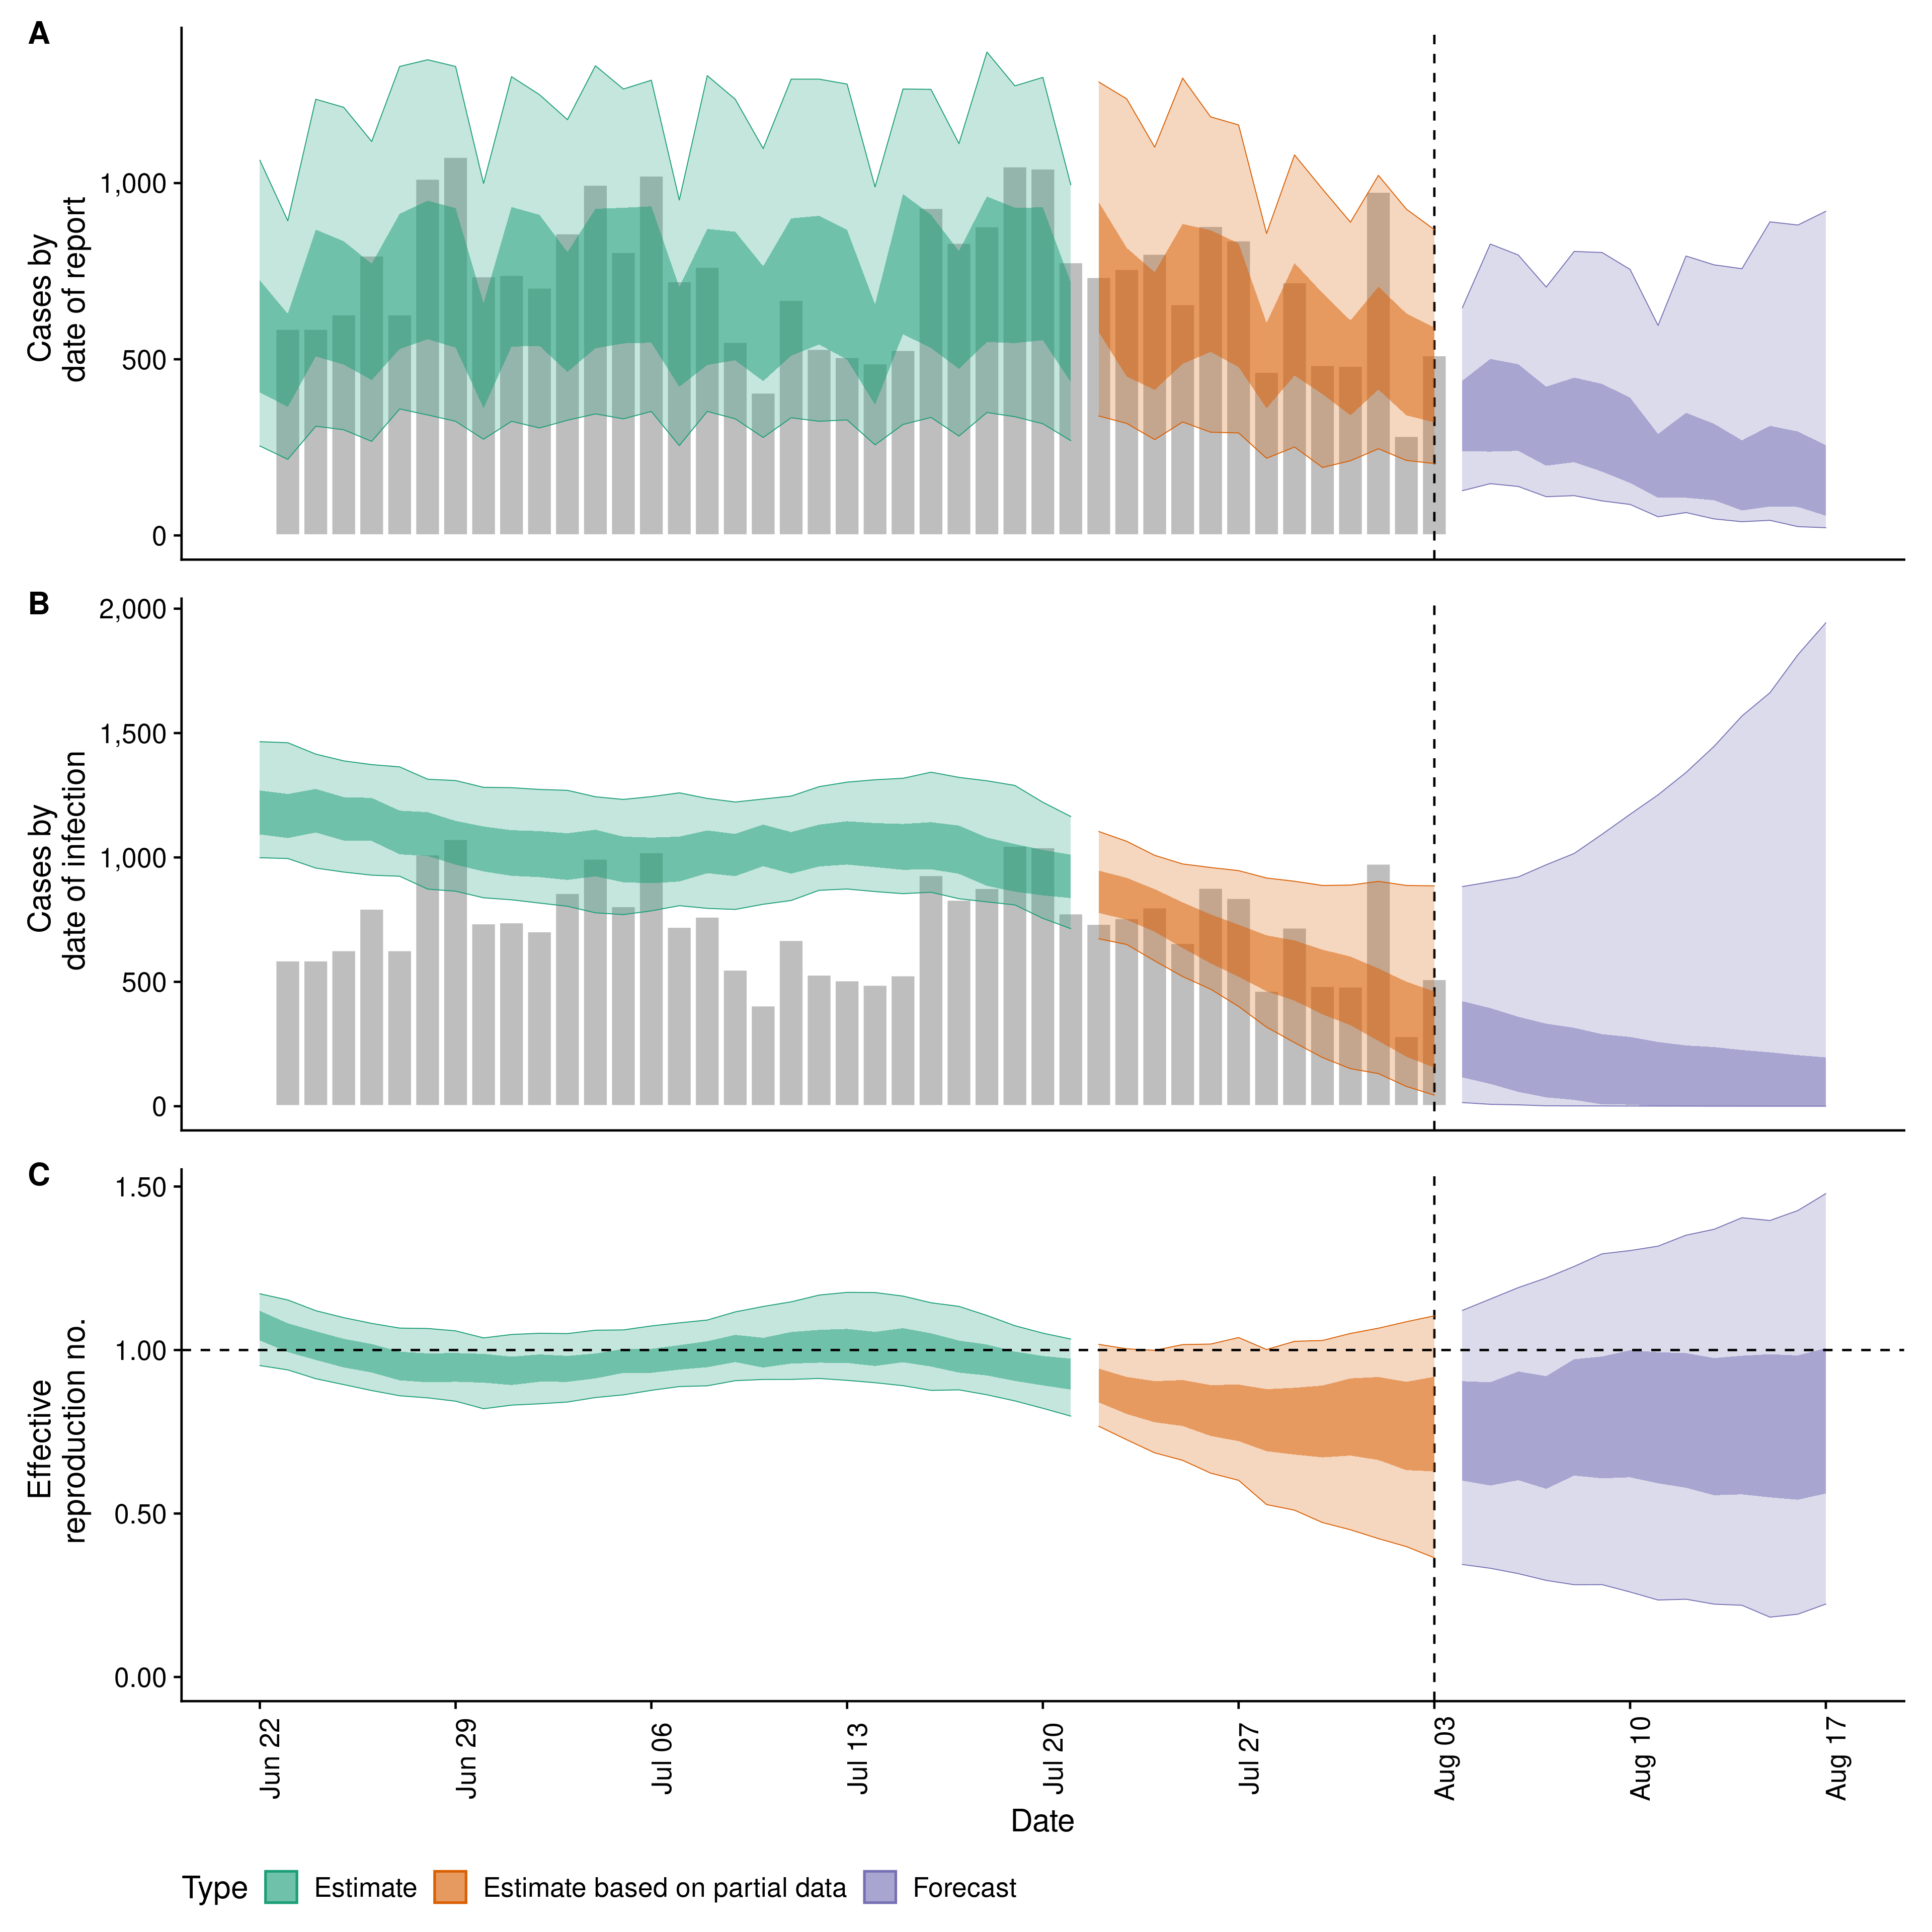 A
Cases by
date of report
1,000
500
0
B
Cases by
date of infection
2,000
1,500
1,000
500
0
C
Effective
reproduction no.
1.50
1.00
0.50
0.00
Jun 22
Jun 29
Jul 06
Jul 13
Jul 20
Jul 27
Aug 03
Aug 10
Aug 17
Date
Type Estimate Estimate based on partial data Forecast